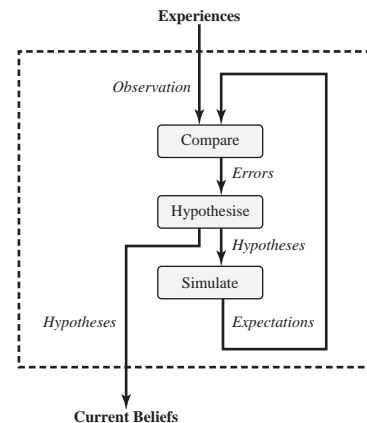 Experiences
Observation
Compare
Errors
Hypothesise
Hypotheses
Simulate
Hypotheses
Expectations
Current Beliefs